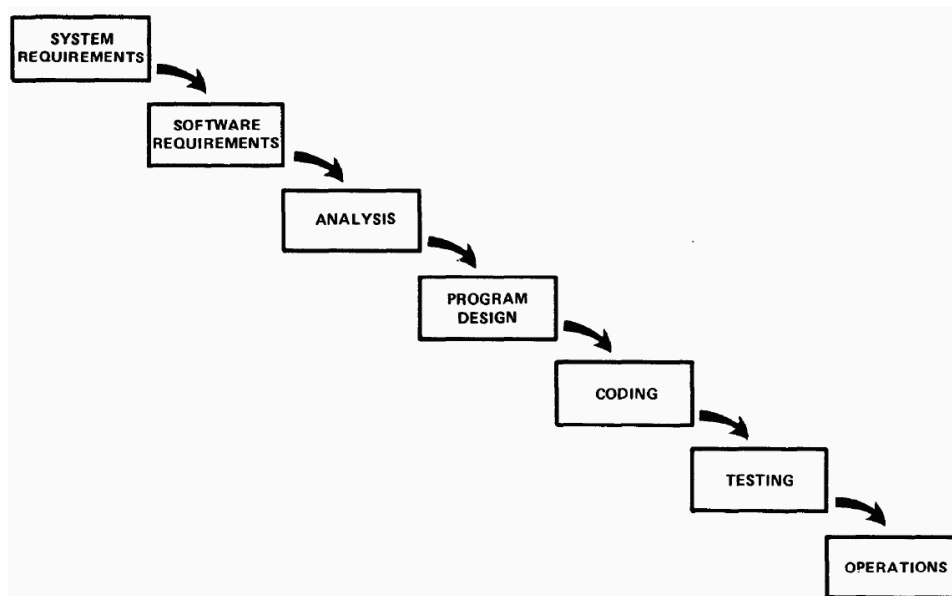 SYSTEM
REQUIREMENTS
SOFTWARE
REQUIREMENTS
ANALYSIS
PROGRAM
DESIGN
CODING
TESTING
OPERATIONS